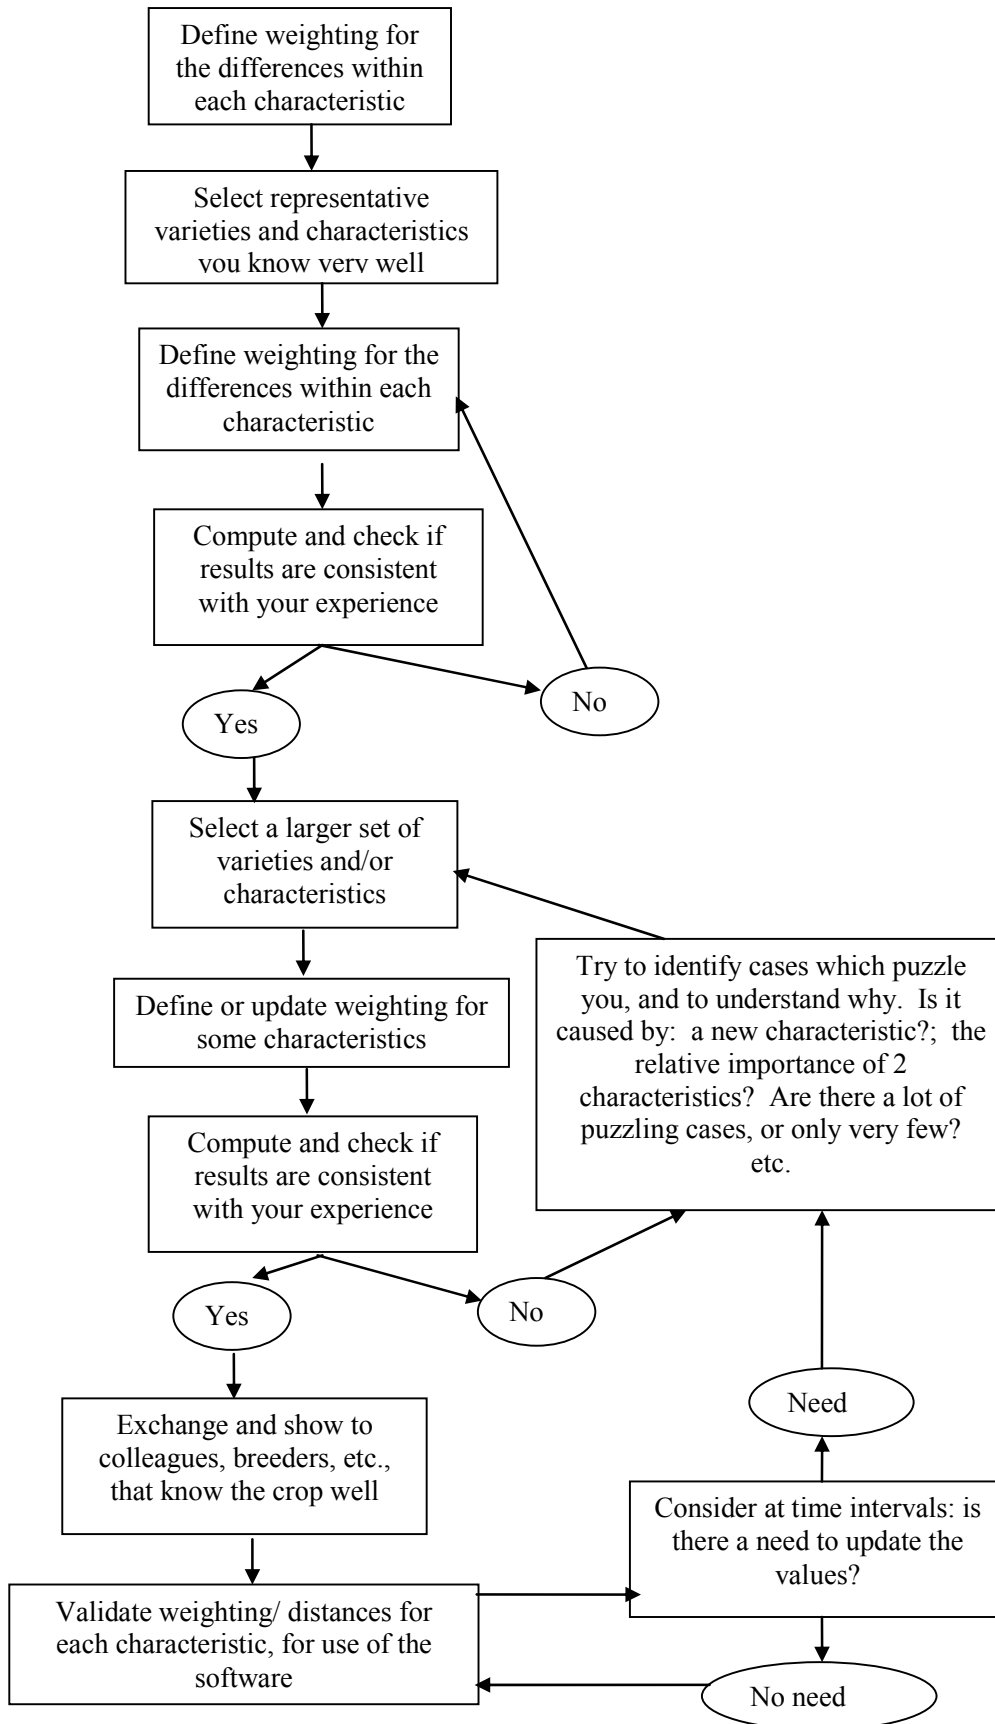 Define weighting for
the differences within
each characteristic
Select representative
varieties and characteristics
you know very well
Define weighting for the
differences within each
characteristic
Compute and check if
results are consistent
with your experience
No
Yes
Select a larger set of
varieties and/or
characteristics
Try to identify cases which puzzle
you, and to understand why.  Is it
caused by:  a new characteristic?;  the
relative importance of 2
characteristics?  Are there a lot of
puzzling cases, or only very few?
etc.
Define or update weighting for
some characteristics
Compute and check if
results are consistent
with your experience
Yes
No
Need
Exchange and show to
colleagues, breeders, etc.,
that know the crop well
Consider at time intervals: is
there a need to update the
values?
Validate weighting/ distances for
each characteristic, for use of the
software
No need